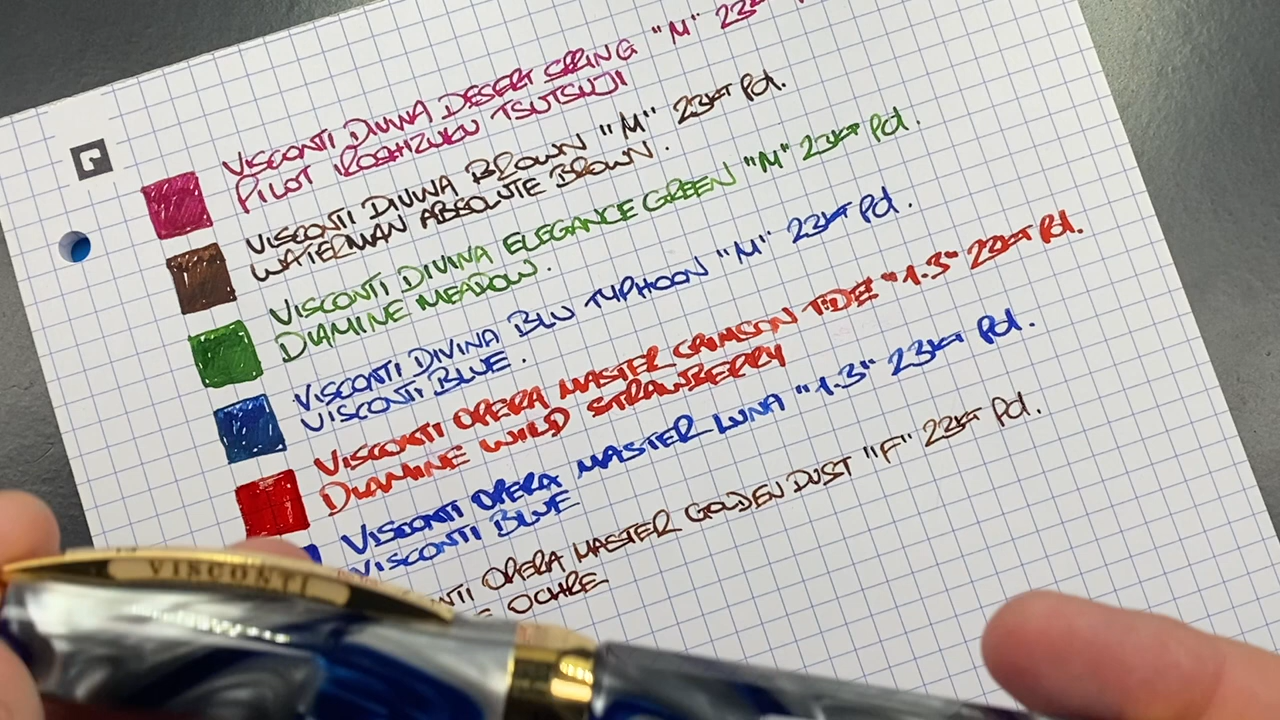 VISCONTI DIVINA DESERT SPRING "M" 23KT
PILOT IROSHIZUKU TSUTSUJI
VISCONTI DIVINA BROWN "M" 23KT Pd.
WATERMAN ABSOLUTE BROWN.
VISCONTI DIVINA ELEGANCE GREEN "M" 23KT Pd.
DIAMINE MEADOW.
VISCONTI DIVINA BLU TYPHOON "M" 23KT Pd.
VISCONTI BLUE.
VISCONTI OPERA MASTER CRIMSON TIDE "1.3" 23KT Pd.
DIAMINE WILD STRAWBERRY
VISCONTI OPERA MASTER LUNA "1.3" 23KT Pd.
VISCONTI BLUE
NTI OPERA MASTER GOLDEN DUST "F" 23KT Pd.
E OCHRE
VISCONTI